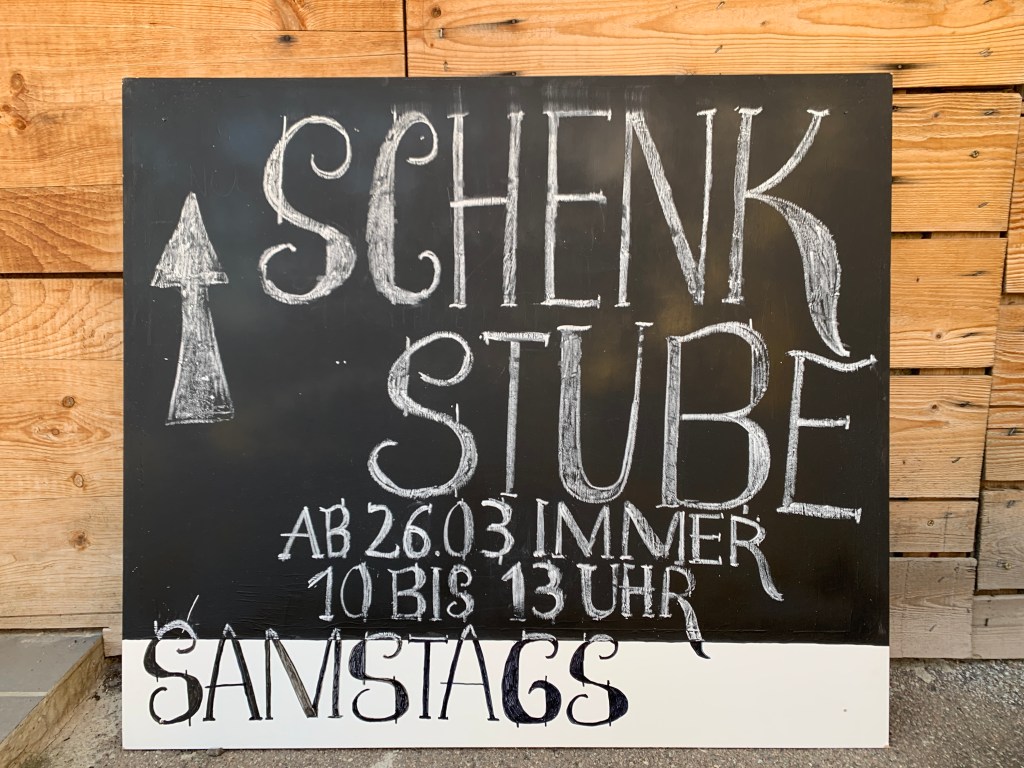 SCHENK
STUBE
AB 26.03 IMMER
10 BIS 13 UHR
SAMSTAGS